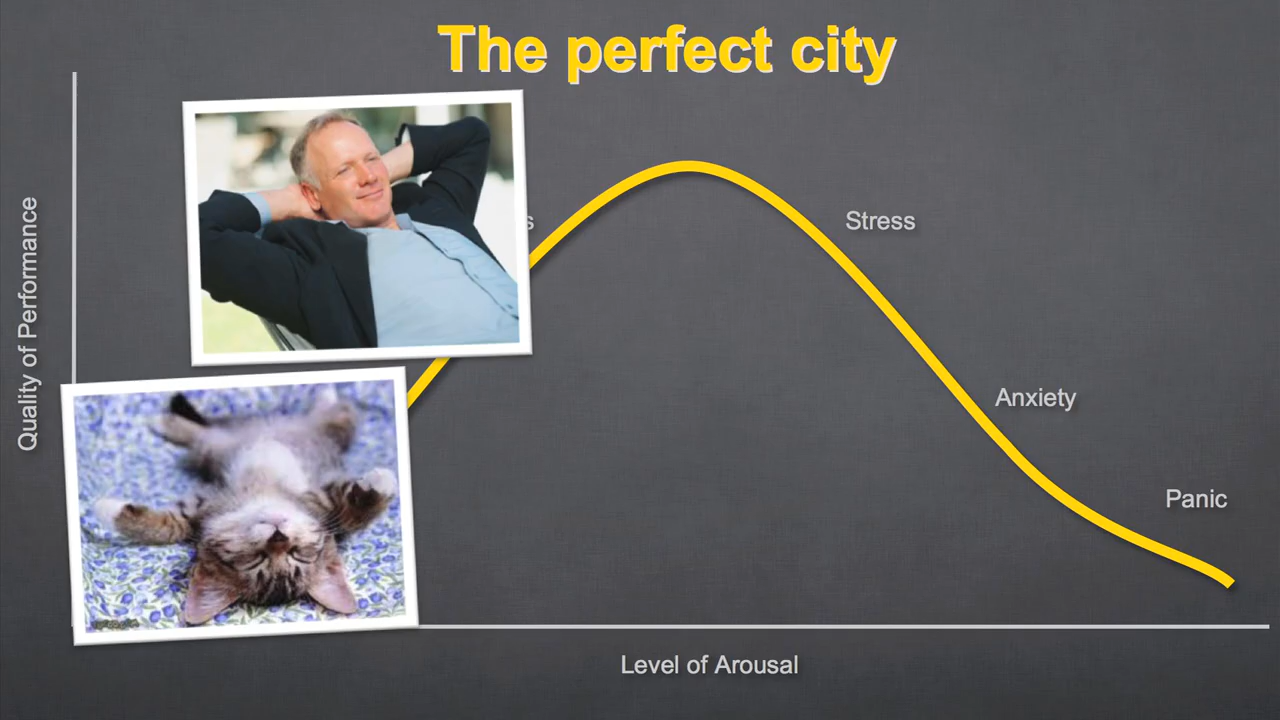 The perfect city
Quality of Performance
Stress
Anxiety
Panic
Level of Arousal